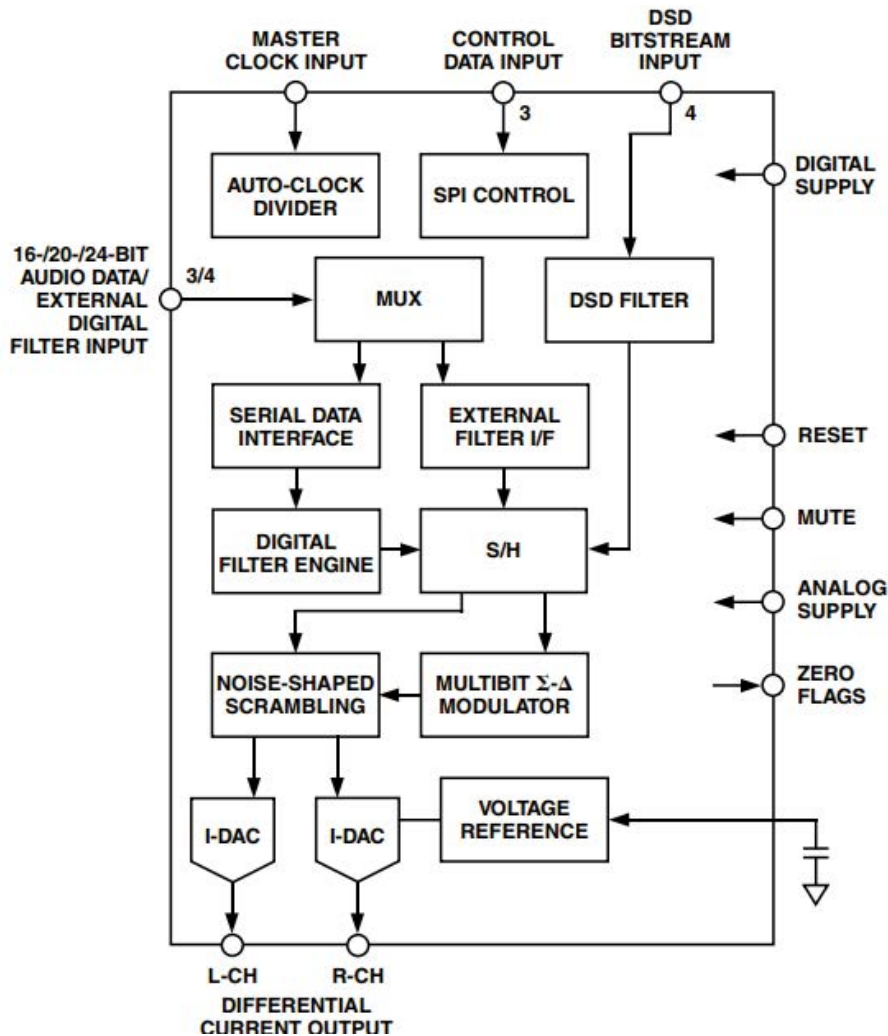 MASTER
CLOCK INPUT
CONTROL
DATA INPUT
DSD
BITSTREAM
INPUT
3
4
AUTO-CLOCK
DIVIDER
SPI CONTROL
DIGITAL
SUPPLY
16-/20-/24-BIT
AUDIO DATA/
EXTERNAL
DIGITAL
FILTER INPUT
3/4
MUX
DSD FILTER
SERIAL DATA
INTERFACE
EXTERNAL
FILTER I/F
RESET
DIGITAL
FILTER ENGINE
S/H
MUTE
ANALOG
SUPPLY
NOISE-SHAPED
SCRAMBLING
MULTIBIT Σ-Δ
MODULATOR
ZERO
FLAGS
I-DAC
I-DAC
VOLTAGE
REFERENCE
L-CH
R-CH
DIFFERENTIAL
CURRENT OUTPUT